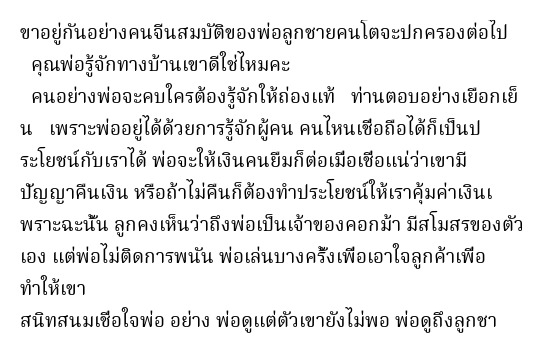 ขาอยู่กันอย่างคนจีนสมบัติของพ่อลูกชายคนโตจะปกครองต่อไป
คุณพ่อรู้จักทางบ้านเขาดีใช่ไหมคะ
คนอย่างพ่อจะคบใครต้องรู้จักให้ถ่องแท้ ท่านตอบอย่างเยือกเย็
น เพราะพ่ออยู่ได้ด้วยการรู้จักผู้คน คนไหนเชื่อถือได้ก็เป็นป
ระโยชน์กับเราได้ พ่อจะให้เงินคนยืมก็ต่อเมื่อเชื่อแน่ว่าเขามี
ปัญญาคืนเงิน หรือถ้าไม่คืนก็ต้องทำประโยชน์ให้เราคุ้มค่าเงินเ
พราะฉะนั้น ลูกคงเห็นว่าถึงพ่อเป็นเจ้าของคอกม้า มีสโมสรของตัว
เอง แต่พ่อไม่ติดการพนัน พ่อเล่นบางครั้งเพื่อเอาใจลูกค้าเพื่อ
ทำให้เขา
สนิทสนมเชื่อใจพ่อ อย่าง พ่อดูแต่ตัวเขายังไม่พอ พ่อดูถึงลูกชา